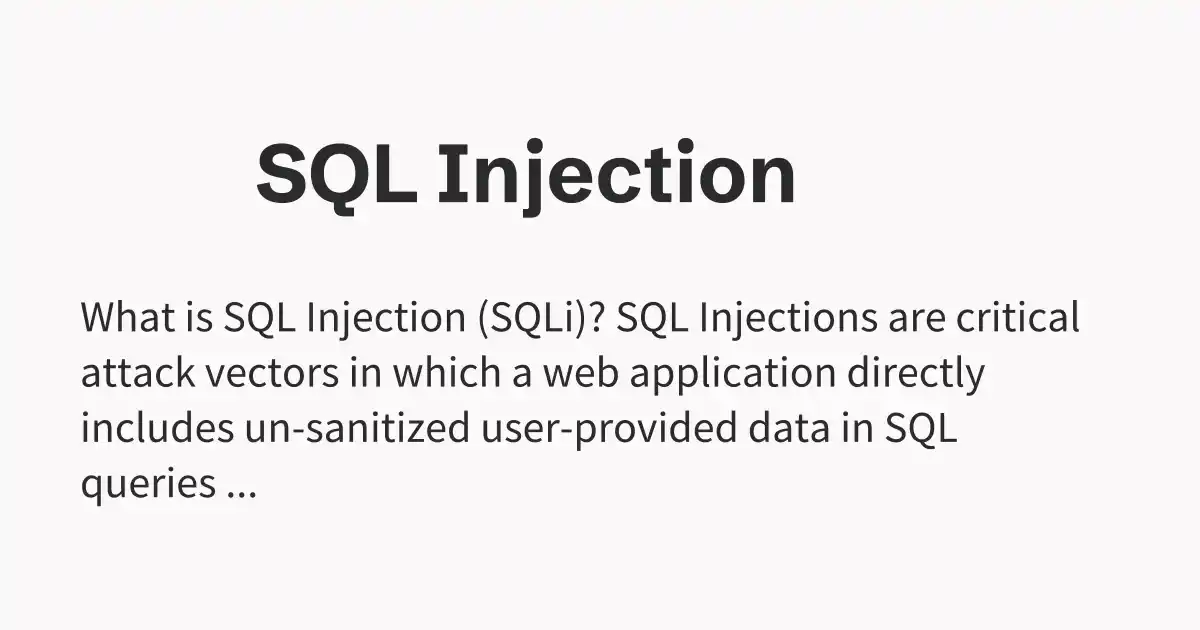 SQL Injection
What is SQL Injection (SQLi)? SQL Injections are critical
attack vectors in which a web application directly
includes un-sanitized user-provided data in SQL
queries ...